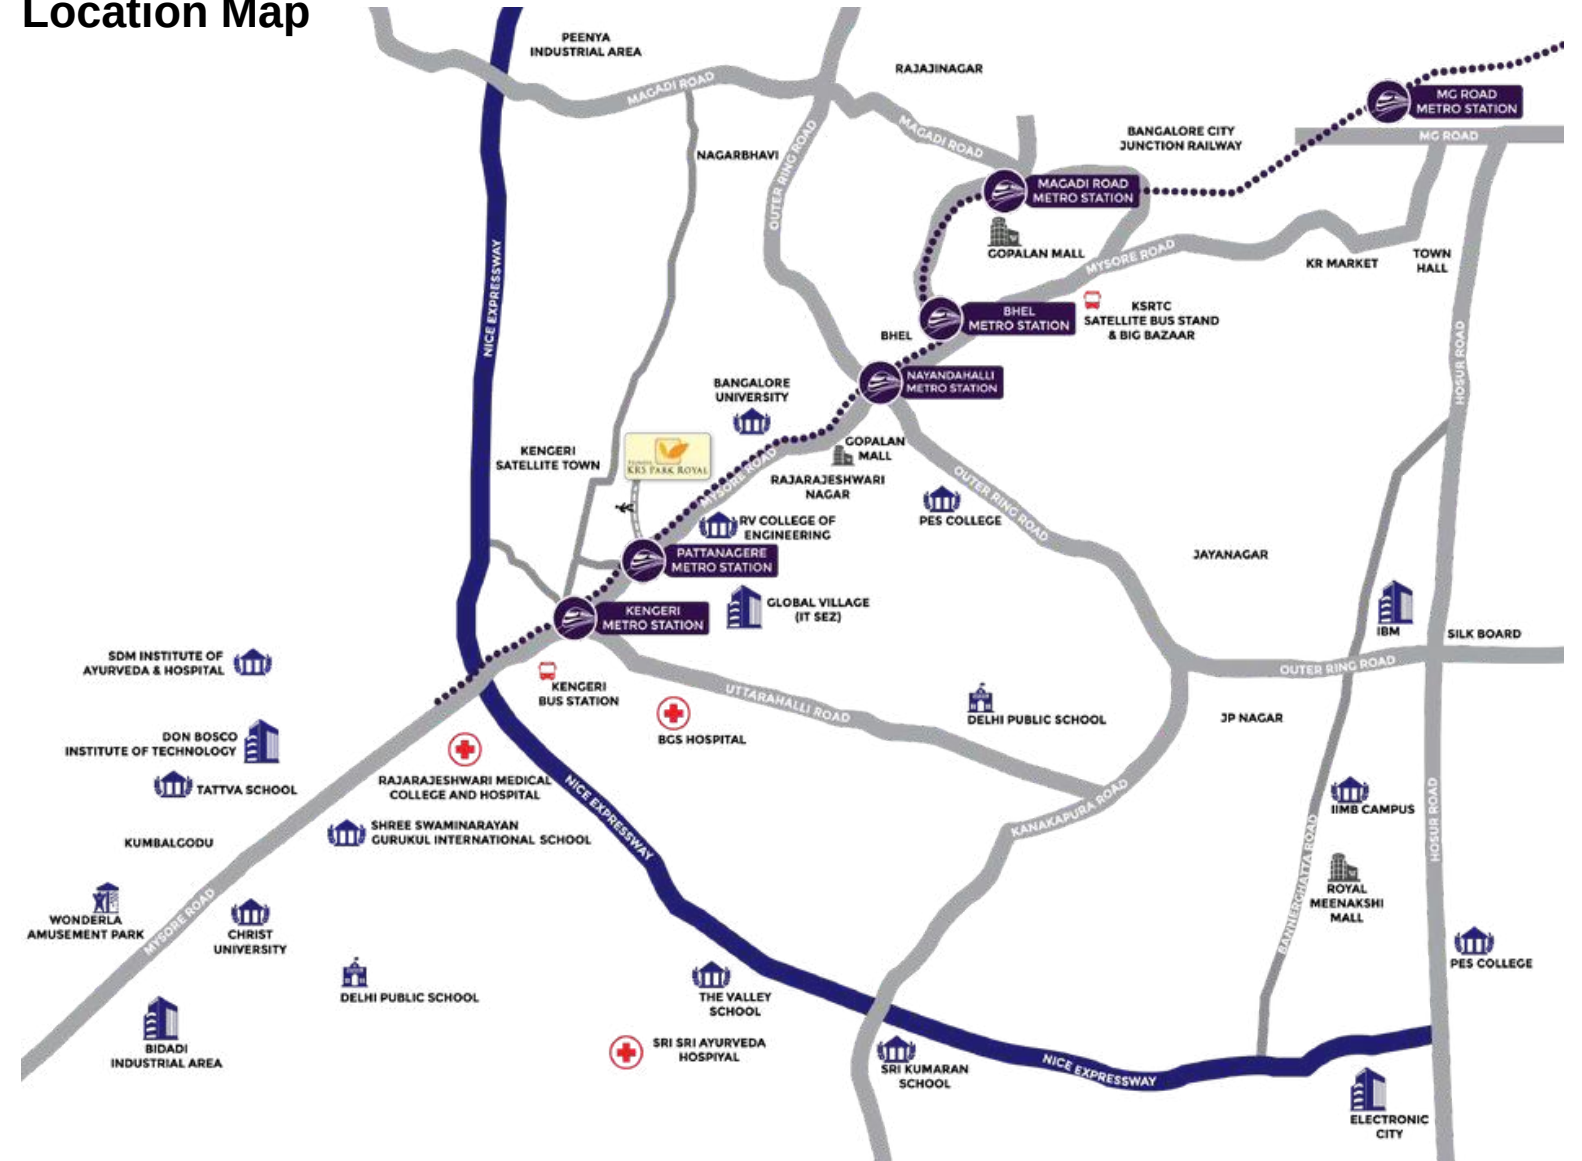 Location Map
PEENYA
INDUSTRIAL AREA
RAJAJINAGAR
MAGADI ROAD
MG ROAD
METRO STATION
MG ROAD
BANGALORE CITY
JUNCTION RAILWAY
MAGADI ROAD
NAGARBHAVI
OUTER RING ROAD
MAGADI ROAD
METRO STATION
GOPALAN MALL
MYSORE ROAD
KR MARKET
TOWN
HALL
NICE EXPRESSWAY
KSRTC
SATELLITE BUS STAND
& BIG BAZAAR
BHEL
METRO STATION
BHEL
HOSUR ROAD
NAYANDAHALLI
METRO STATION
BANGALORE
UNIVERSITY
KENGERI
SATELLITE TOWN
KRS PARK ROYAL
GOPALAN
MALL
MYSORE ROAD
RAJARAJESHWARI
NAGAR
OUTER RING ROAD
PES COLLEGE
RV COLLEGE OF
ENGINEERING
PATTANAGERE
METRO STATION
JAYANAGAR
KENGERI
METRO STATION
GLOBAL VILLAGE
(IT SEZ)
IBM
SILK BOARD
OUTER RING ROAD
SDM INSTITUTE OF
AYURVEDA & HOSPITAL
KENGERI
BUS STATION
UTTARAHALLI ROAD
DELHI PUBLIC SCHOOL
JP NAGAR
BGS HOSPITAL
DON BOSCO
INSTITUTE OF TECHNOLOGY
TATTVA SCHOOL
RAJARAJESHWARI MEDICAL
COLLEGE AND HOSPITAL
NICE EXPRESSWAY
KANAKAPURA ROAD
IIMB CAMPUS
HOSUR ROAD
SHREE SWAMINARAYAN
GURUKUL INTERNATIONAL SCHOOL
KUMBALGODU
BANNERGHATTA ROAD
ROYAL
MEENAKSHI
MALL
WONDERLA
AMUSEMENT PARK
MYSORE ROAD
CHRIST
UNIVERSITY
PES COLLEGE
DELHI PUBLIC SCHOOL
THE VALLEY
SCHOOL
BIDADI
INDUSTRIAL AREA
SRI SRI AYURVEDA
HOSPIYAL
SRI KUMARAN
SCHOOL
NICE EXPRESSWAY
ELECTRONIC
CITY